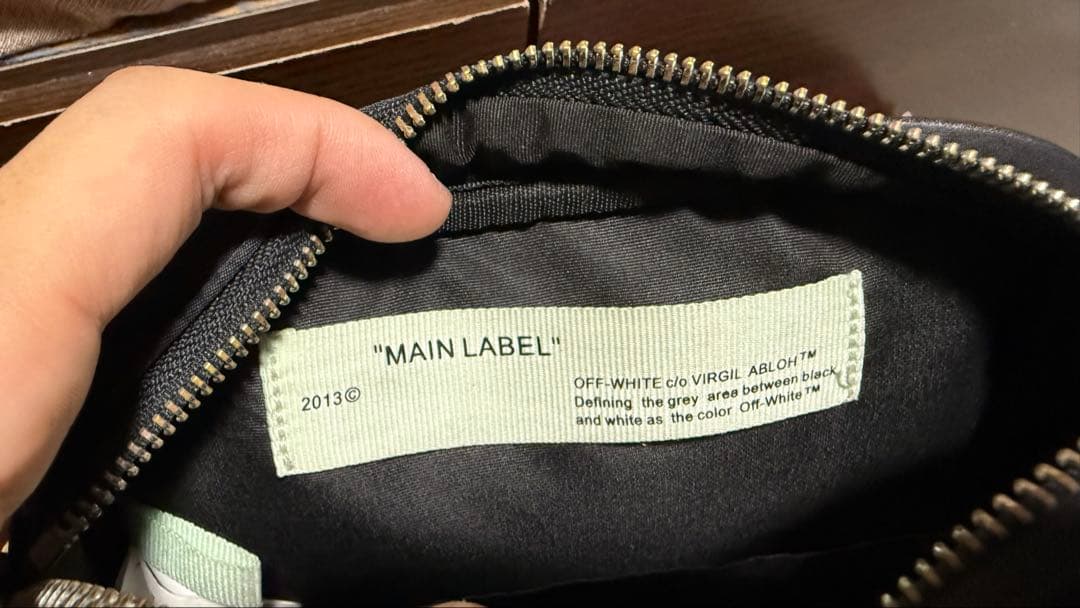 "MAIN LABEL"
2013©
OFF-WHITE c/o VIRGIL ABLOH™
Defining the grey area between black
and white as the color Off-White™